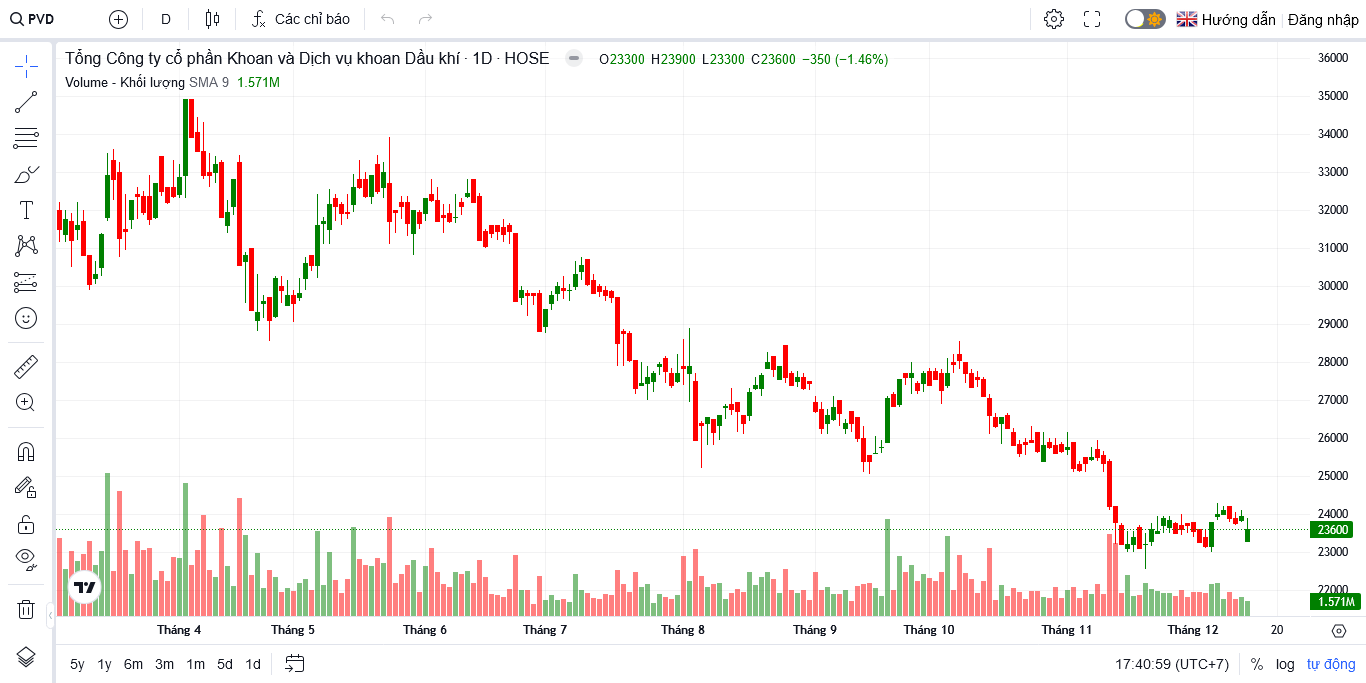 PVD D Các chỉ báo Hướng dẫn Đăng nhập
Tổng Công ty cổ phần Khoan và Dịch vụ khoan Dầu khí · 1D · HOSE O23300 H23900 L23300 C23600 −350 (−1.46%)
Volume - Khối lượng SMA 9 1.571M
36000
35000
34000
33000
32000
31000
30000
29000
28000
27000
26000
25000
24000
23600
23000
22000
1.571M
Tháng 4 Tháng 5 Tháng 6 Tháng 7 Tháng 8 Tháng 9 Tháng 10 Tháng 11 Tháng 12 20
5y 1y 6m 3m 1m 5d 1d 17:40:59 (UTC+7) % log tự động